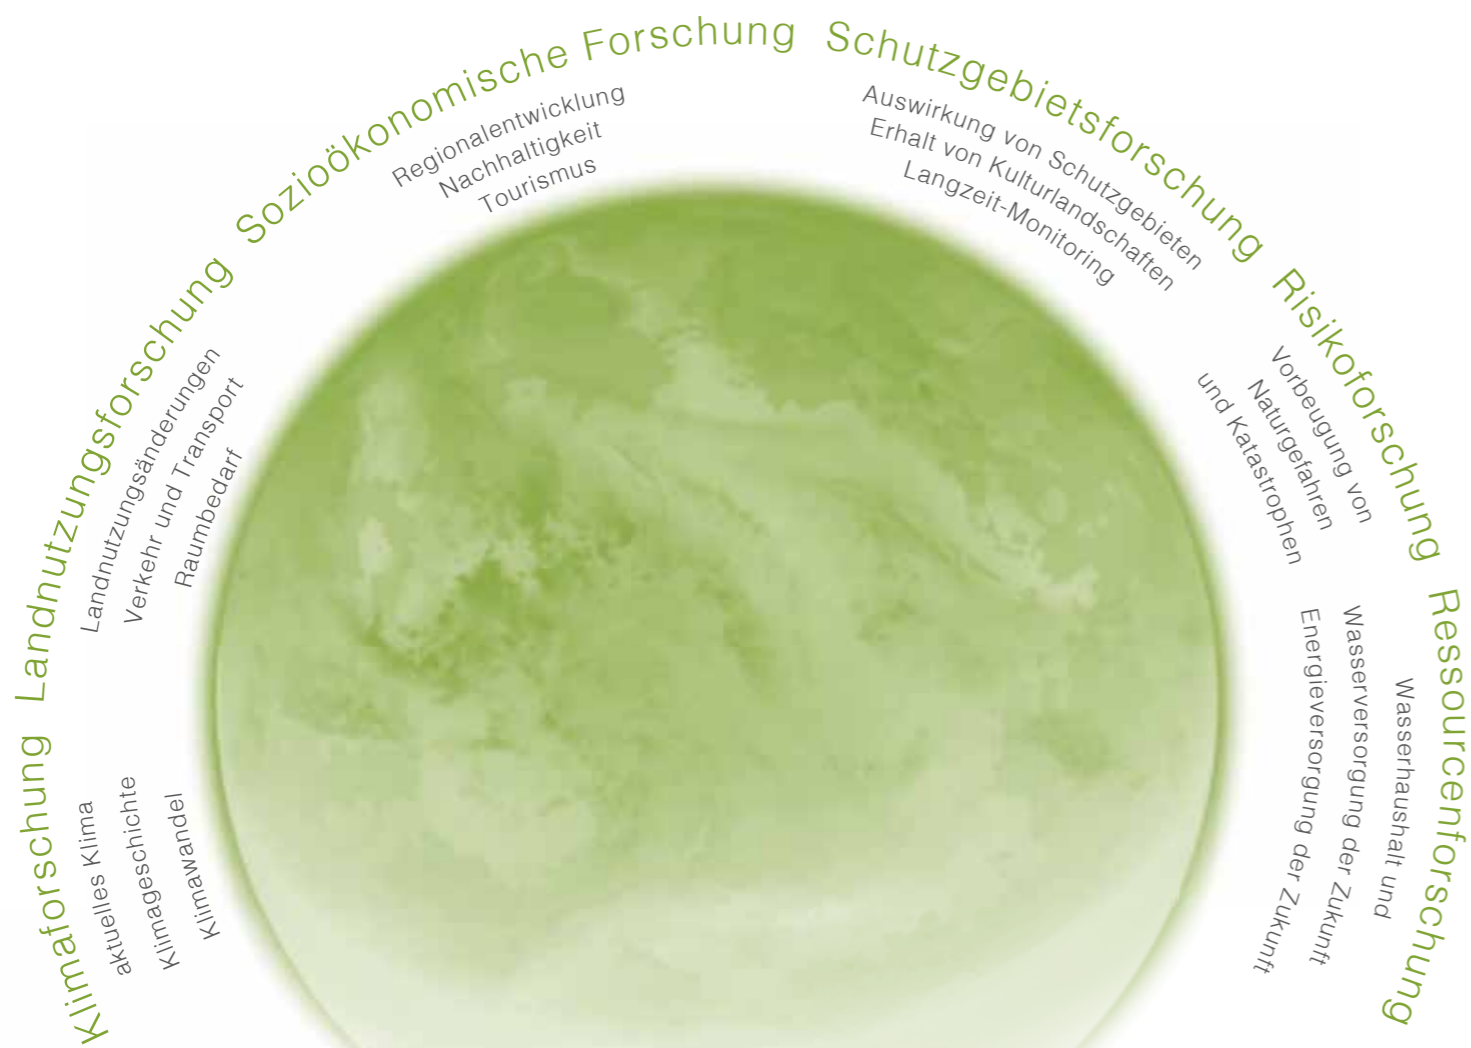 Klimaforschung
aktuelles Klima
Klimageschichte
Klimawandel
Landnutzungsforschung
Landnutzungsänderungen
Verkehr und Transport
Raumbedarf
Sozioökonomische Forschung
Regionalentwicklung
Nachhaltigkeit
Tourismus
Schutzgebietsforschung
Auswirkung von Schutzgebieten
Erhalt von Kulturlandschaften
Langzeit-Monitoring
Risikoforschung
Vorbeugung von
Naturgefahren
und Katastrophen
Ressourcenforschung
Wasserhaushalt und
Wasserversorgung der Zukunft
Energieversorgung der Zukunft